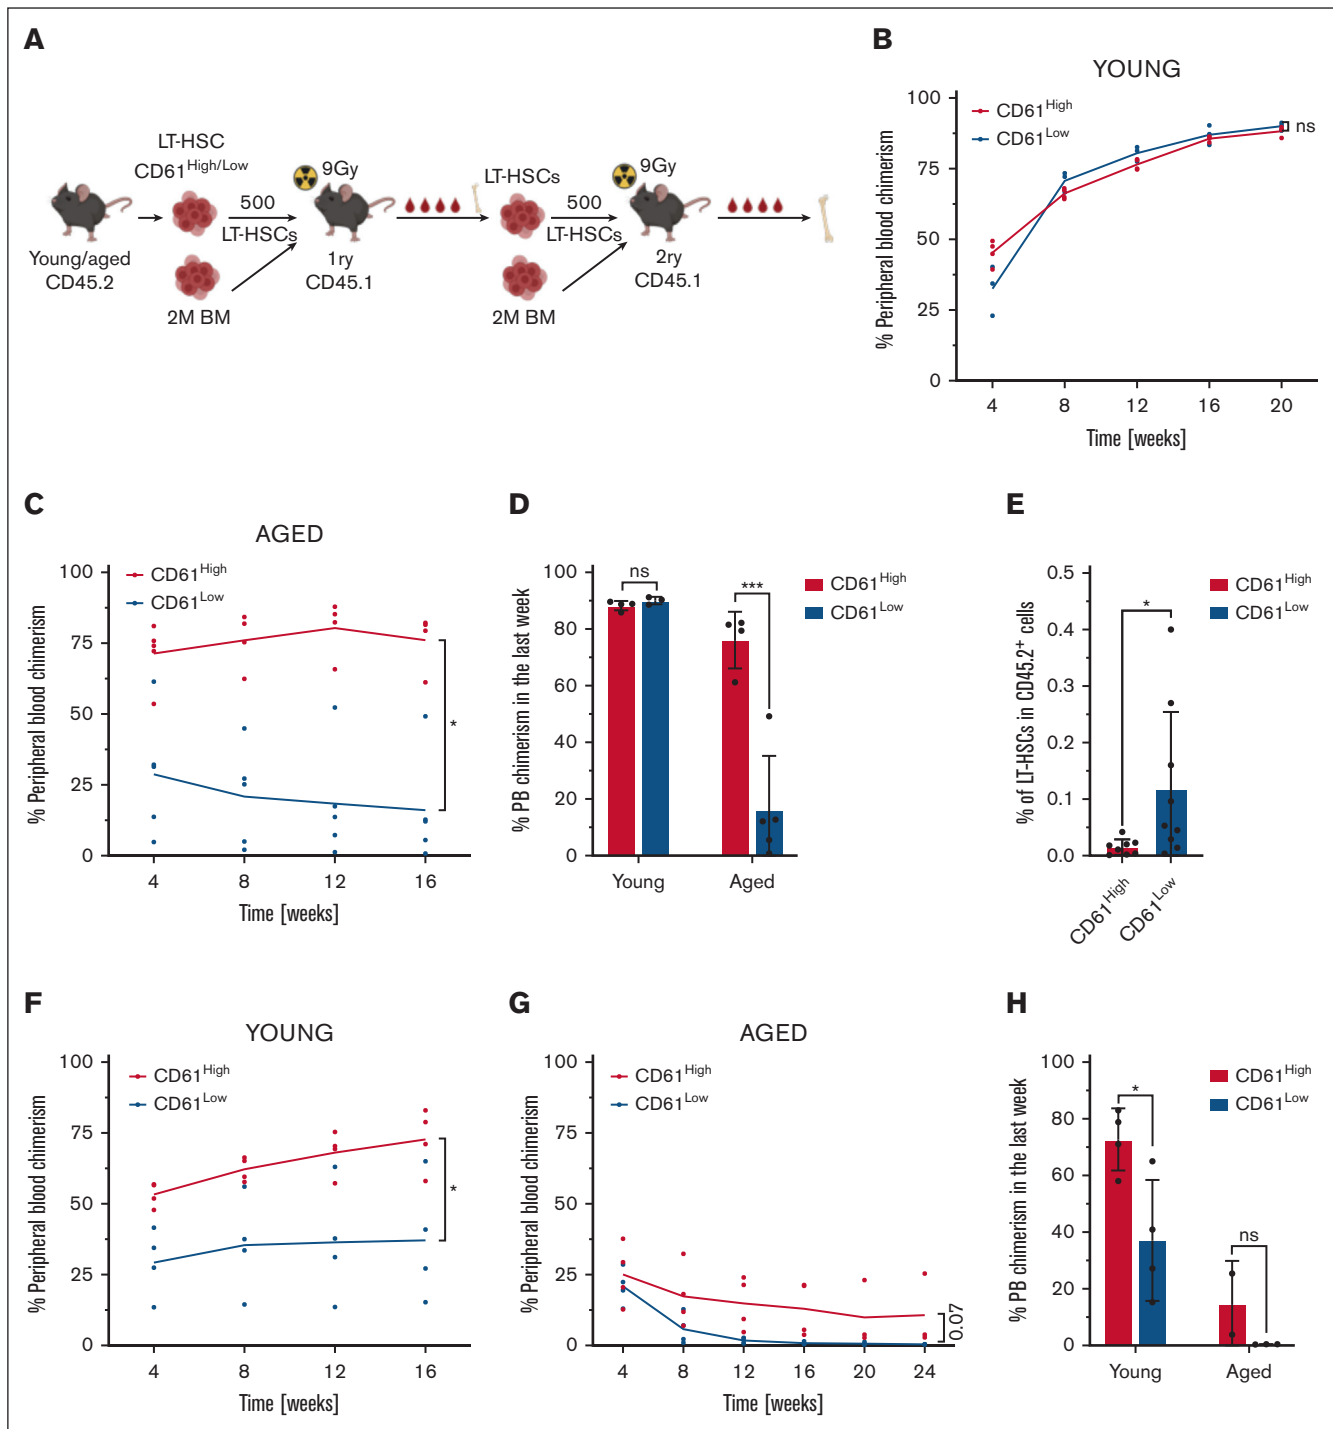 A
LT-HSC
CD61High/Low
Young/aged
CD45.2
500
LT-HSCs
2M BM
9Gy
1ry
CD45.1
LT-HSCs
500
LT-HSCs
2M BM
9Gy
2ry
CD45.1
B
YOUNG
CD61High
CD61Low
% Peripheral blood chimerism
100
75
50
25
0
ns
4 8 12 16 20
Time [weeks]
C
AGED
CD61High
CD61Low
% Peripheral blood chimerism
100
75
50
25
0
*
4 8 12 16
Time [weeks]
D
CD61High
CD61Low
% PB chimerism in the last week
100
80
60
40
20
0
ns
***
Young Aged
E
CD61High
CD61Low
% of LT-HSCs in CD45.2+ cells
0.5
0.4
0.3
0.2
0.1
0.0
*
CD61High
CD61Low
F
YOUNG
CD61High
CD61Low
% Peripheral blood chimerism
100
75
50
25
0
*
4 8 12 16
Time [weeks]
G
AGED
CD61High
CD61Low
% Peripheral blood chimerism
100
75
50
25
0
0.07
4 8 12 16 20 24
Time [weeks]
H
CD61High
CD61Low
% PB chimerism in the last week
100
80
60
40
20
0
*
ns
Young Aged